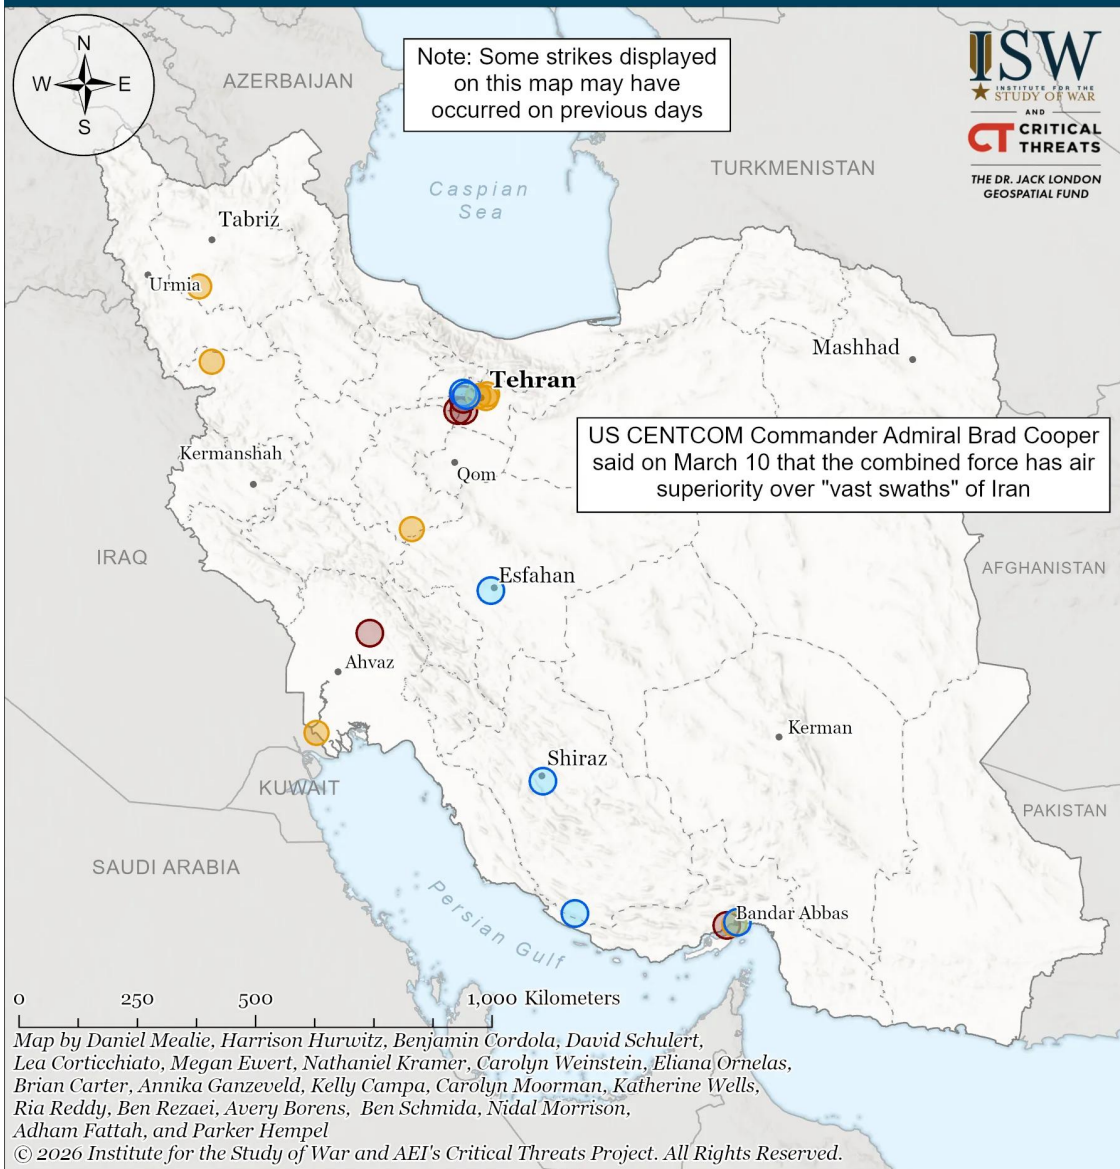 N
W
E
S
AZERBAIJAN
Note: Some strikes displayed
on this map may have
occurred on previous days
ISW
INSTITUTE FOR THE
STUDY OF WAR
AND
CT CRITICAL
THREATS
THE DR. JACK LONDON
GEOSPATIAL FUND
TURKMENISTAN
Caspian
Sea
Tabriz
Urmia
Mashhad
Tehran
US CENTCOM Commander Admiral Brad Cooper
said on March 10 that the combined force has air
superiority over "vast swaths" of Iran
Kermanshah
Qom
IRAQ
AFGHANISTAN
Esfahan
Ahvaz
Kerman
Shiraz
KUWAIT
PAKISTAN
SAUDI ARABIA
Persian Gulf
Bandar Abbas
0 250 500 1,000 Kilometers
Map by Daniel Mealie, Harrison Hurwitz, Benjamin Cordola, David Schulert,
Lea Corticchiato, Megan Ewert, Nathaniel Kramer, Carolyn Weinstein, Eliana Ornelas,
Brian Carter, Annika Ganzeveld, Kelly Campa, Carolyn Moorman, Katherine Wells,
Ria Reddy, Ben Rezaei, Avery Borens, Ben Schmida, Nidal Morrison,
Adham Fattah, and Parker Hempel
© 2026 Institute for the Study of War and AEI's Critical Threats Project. All Rights Reserved.